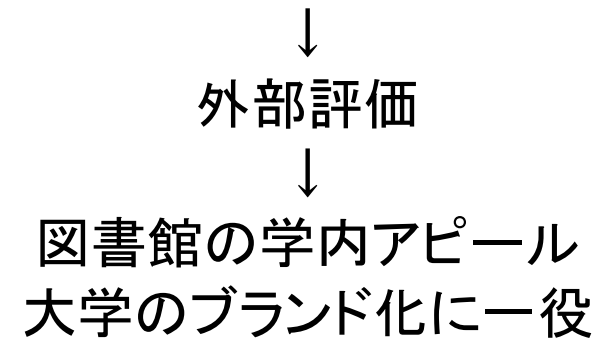 ↓
外部評価
↓
図書館の学内アピール
大学のブランド化に一役